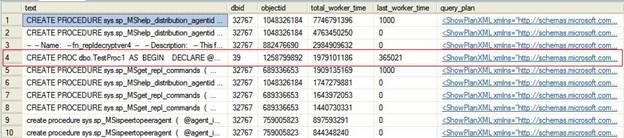 text dbid objectid total_worker_time last_worker_time query_plan
1 CREATE PROCEDURE sys.sp_MShelp_distribution_agentid ... 32767 1048326184 7746791396 1000 <ShowPlanXML xmlns="http://schemas.microsoft.com...
2 CREATE PROCEDURE sys.sp_MShelp_distribution_agentid ( ... 32767 1048326184 4763450250 0 <ShowPlanXML xmlns="http://schemas.microsoft.com...
3 -- - Name: --fn_repldecryptver4 -- - Description: --This f... 32767 882476690 2984909632 0 <ShowPlanXML xmlns="http://schemas.microsoft.com...
4 CREATE PROC dbo.TestProc1 AS BEGIN DECLARE @... 39 1258799892 1979101186 365021 <ShowPlanXML xmlns="http://schemas.microsoft.com...
5 CREATE PROCEDURE sys.sp_MSget_repl_commands ( ... 32767 689336653 1909135169 1000 <ShowPlanXML xmlns="http://schemas.microsoft.com...
6 CREATE PROCEDURE sys.sp_MShelp_distribution_agentid ( ... 32767 1048326184 1747279881 0 <ShowPlanXML xmlns="http://schemas.microsoft.com...
7 CREATE PROCEDURE sys.sp_MSget_repl_commands ( ... 32767 689336653 1643972053 0 <ShowPlanXML xmlns="http://schemas.microsoft.com...
8 CREATE PROCEDURE sys.sp_MSget_repl_commands ( ... 32767 689336653 1440730331 0 <ShowPlanXML xmlns="http://schemas.microsoft.com...
9 create procedure sys.sp_MSispeertopeeragent ( @agent_i... 32767 759005823 897593291 0 <ShowPlanXML xmlns="http://schemas.microsoft.com...
10 create procedure sys.sp_MSispeertopeeragent ( @agent_i... 32767 759005823 844348240 0 <ShowPlanXML xmlns="http://schemas.microsoft.com...